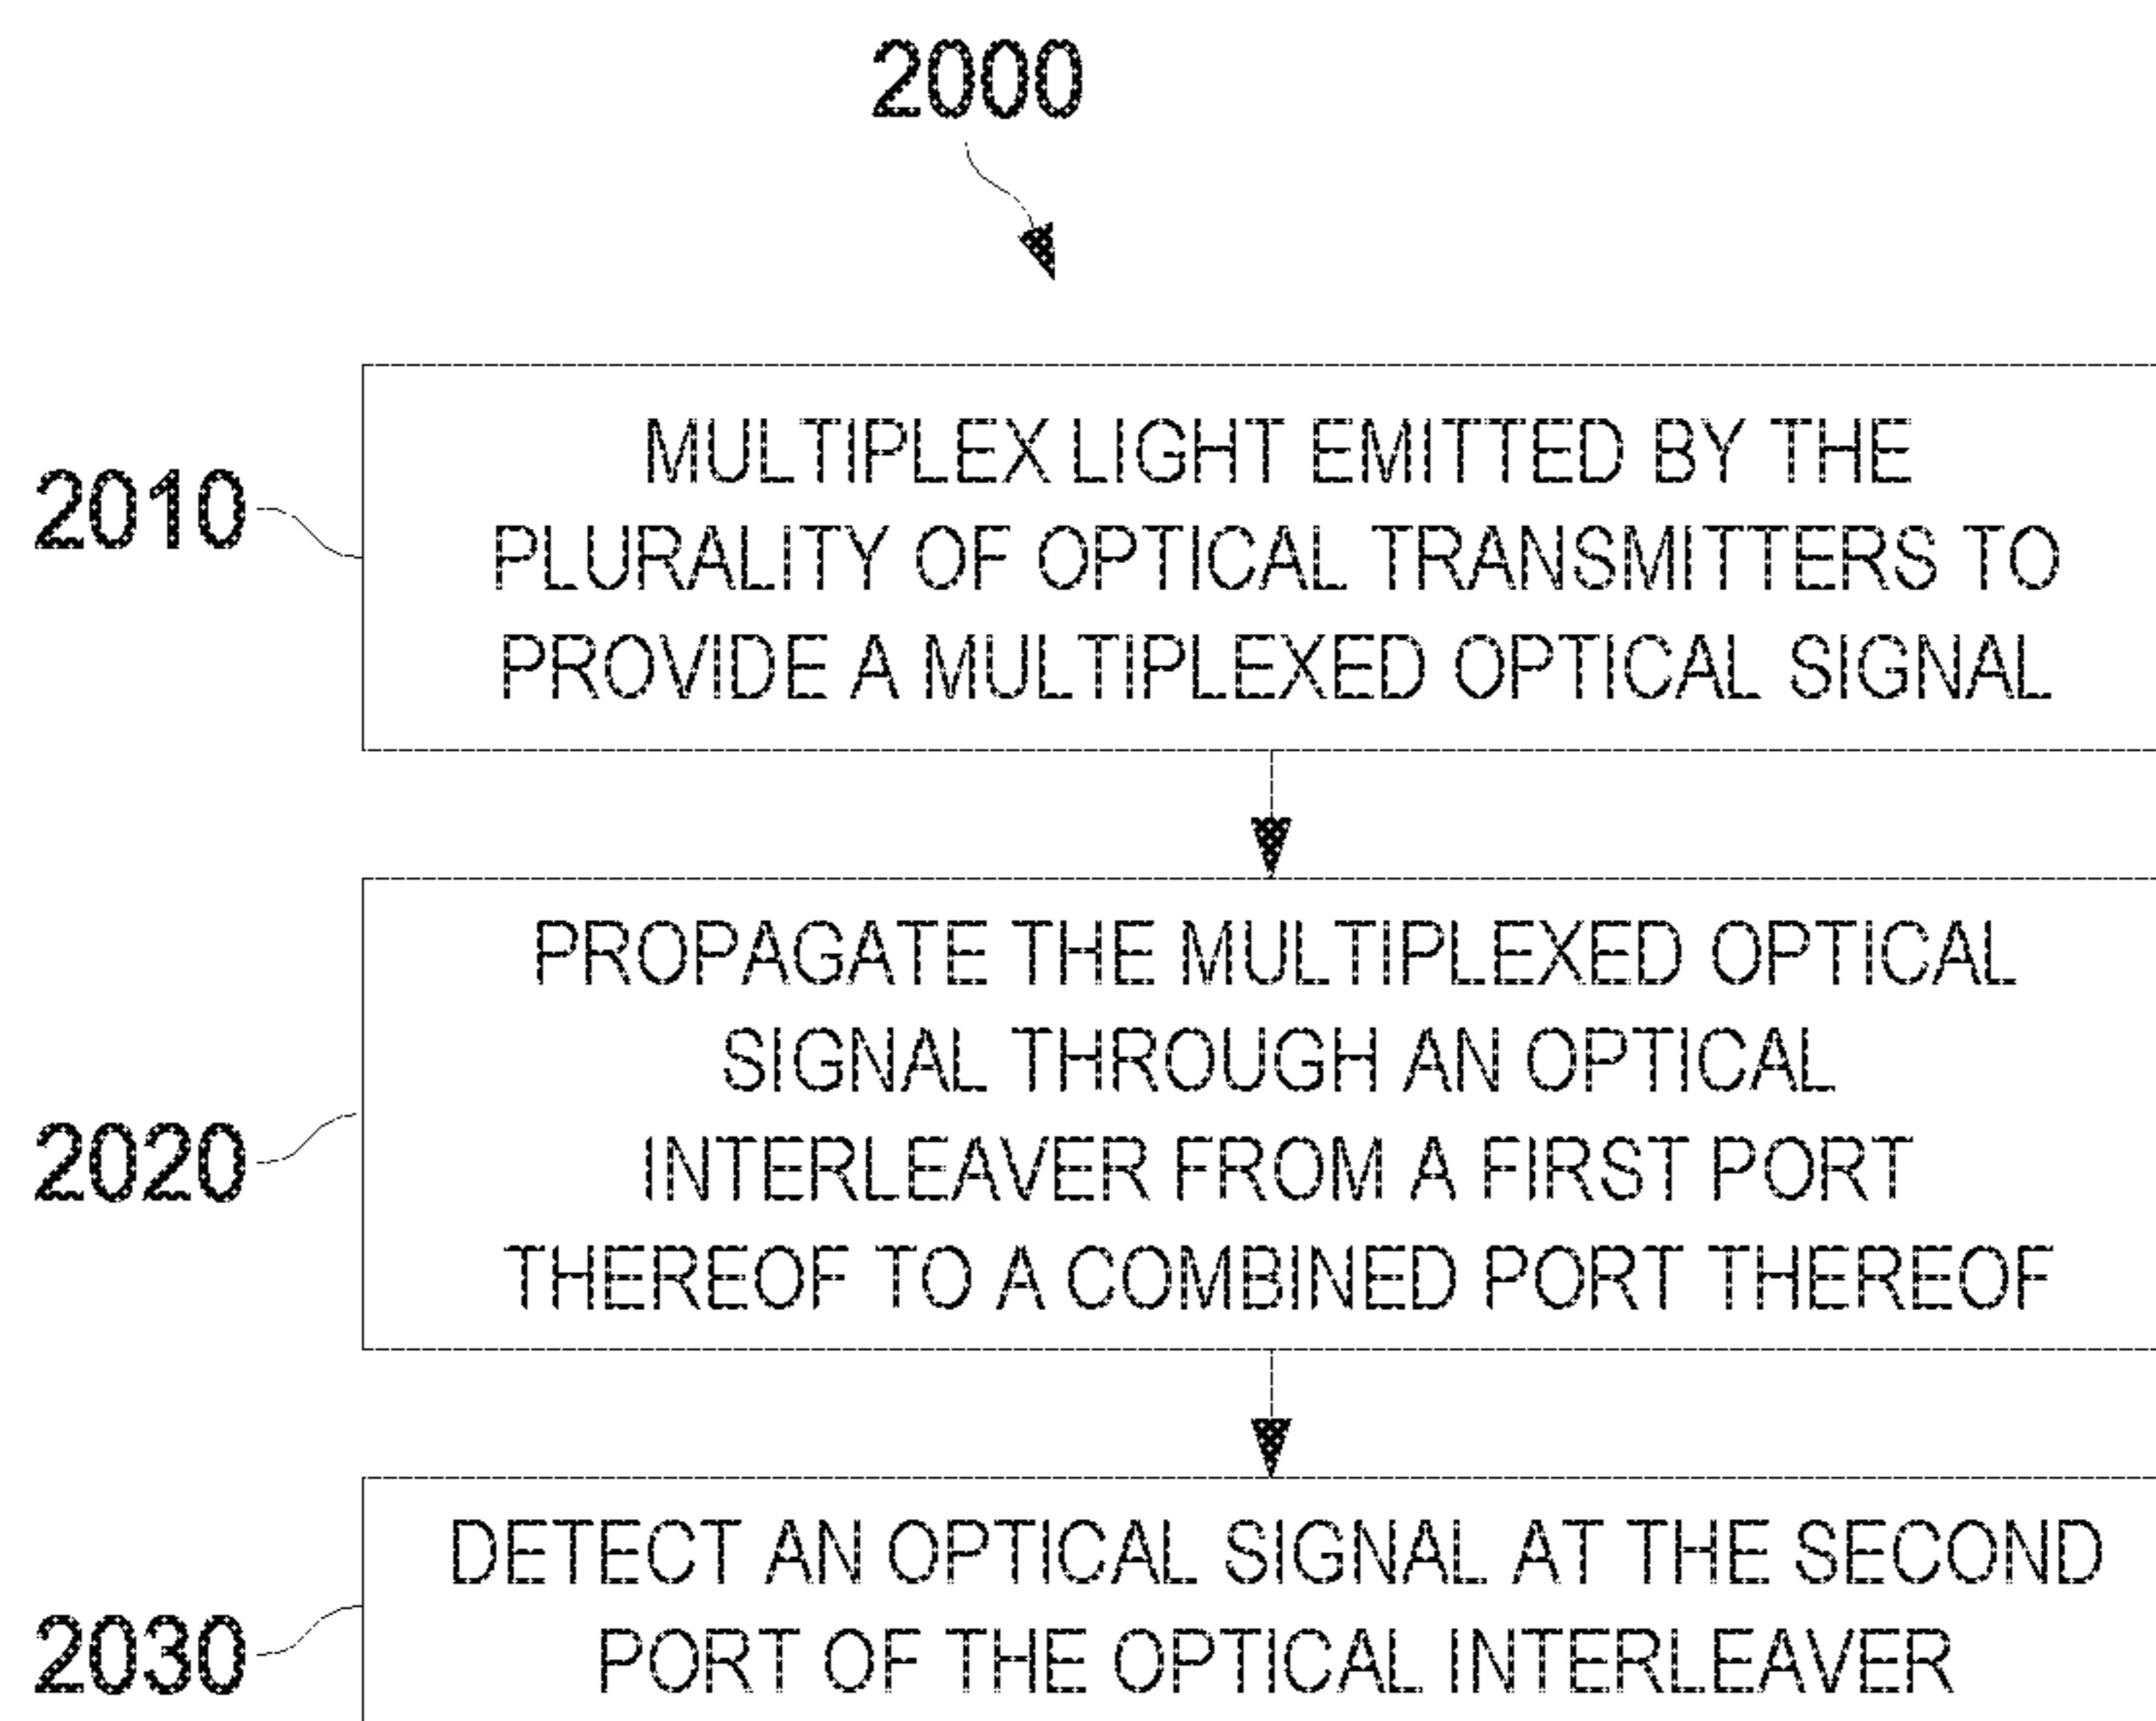 2000
2010
MULTIPLEX LIGHT EMITTED BY THE
PLURALITY OF OPTICAL TRANSMITTERS TO
PROVIDE A MULTIPLEXED OPTICAL SIGNAL
2020
PROPAGATE THE MULTIPLEXED OPTICAL
SIGNAL THROUGH AN OPTICAL
INTERLEAVER FROM A FIRST PORT
THEREOF TO A COMBINED PORT THEREOF
2030
DETECT AN OPTICAL SIGNAL AT THE SECOND
PORT OF THE OPTICAL INTERLEAVER